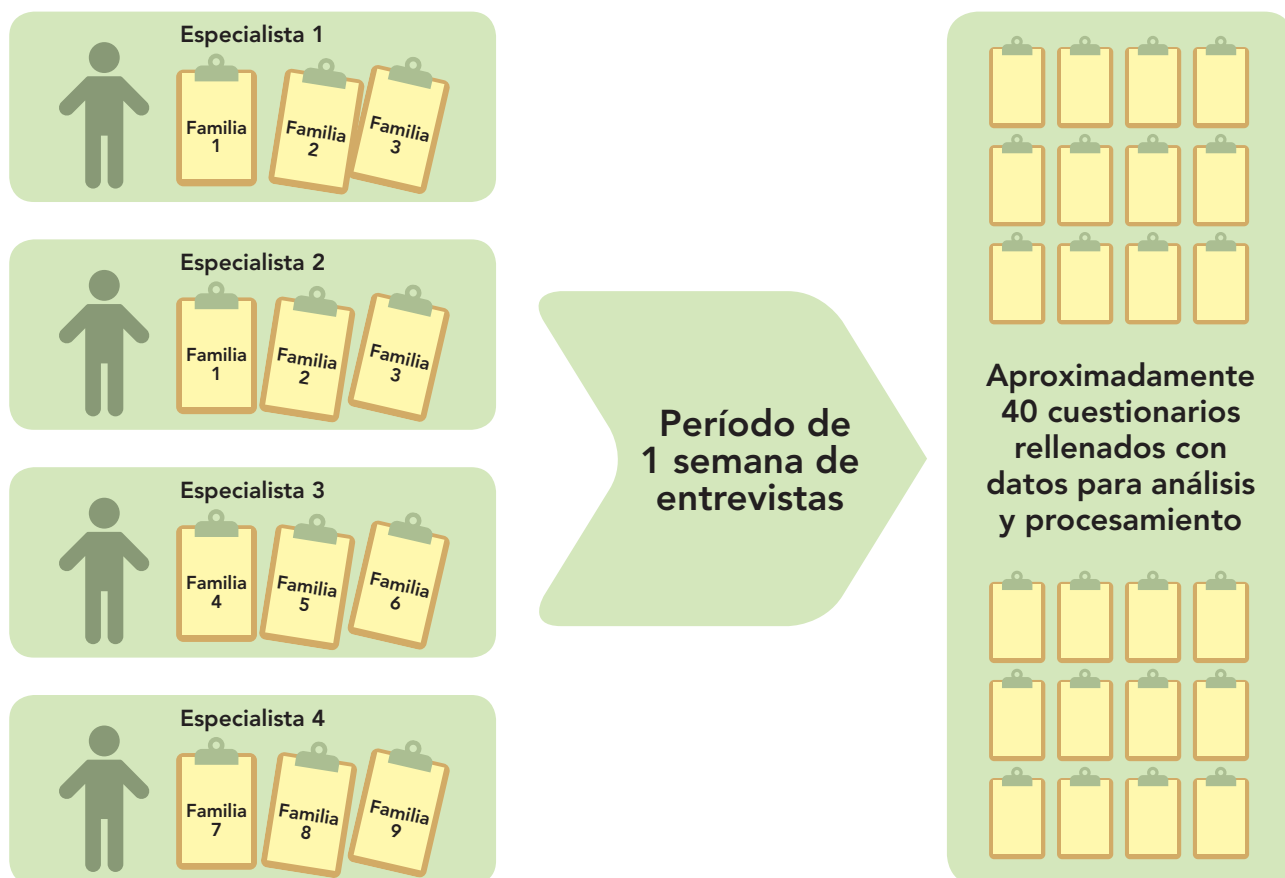 Especialista 1
Familia
1
Familia
2
Familia
3
Especialista 2
Familia
1
Familia
2
Familia
3
Especialista 3
Familia
4
Familia
5
Familia
6
Especialista 4
Familia
7
Familia
8
Familia
9
Período de
1 semana de
entrevistas
Aproximadamente
40 cuestionarios
rellenados con
datos para análisis
y procesamiento